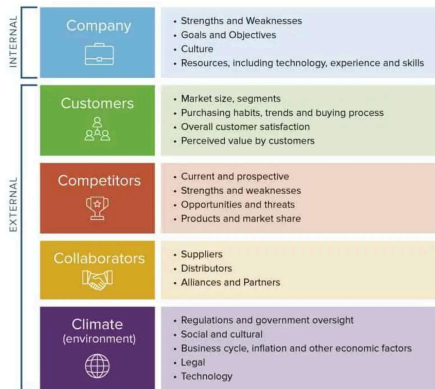 INTERNAL
Company
• Strengths and Weaknesses
• Goals and Objectives
• Culture
• Resources, including technology, experience and skills
EXTERNAL
Customers
• Market size, segments
• Purchasing habits, trends and buying process
• Overall customer satisfaction
• Perceived value by customers
Competitors
• Current and prospective
• Strengths and weaknesses
• Opportunities and threats
• Products and market share
Collaborators
• Suppliers
• Distributors
• Alliances and Partners
Climate
(environment)
• Regulations and government oversight
• Social and cultural
• Business cycle, inflation and other economic factors
• Legal
• Technology